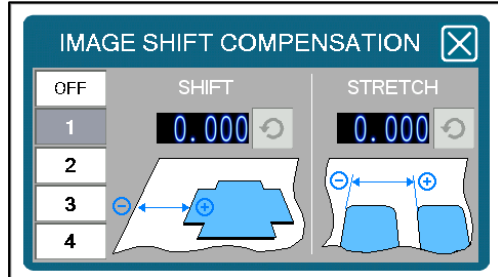 IMAGE SHIFT COMPENSATION
OFF
SHIFT
STRETCH
1
0.000
0.000
2
3
4